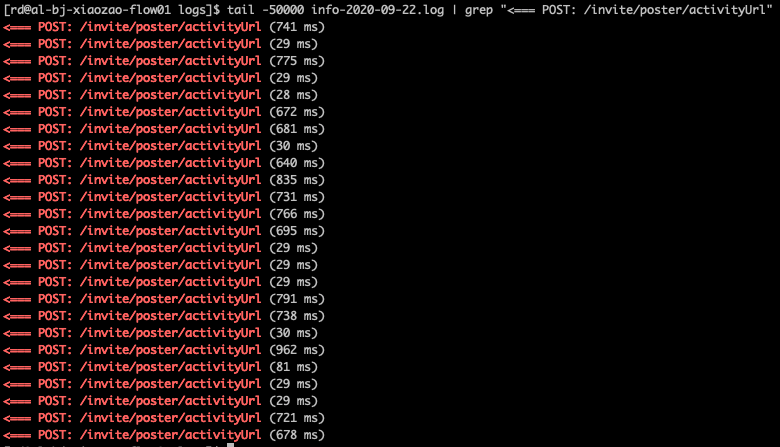 [rd@al-bj-xiaozao-flow01 logs]$ tail -50000 info-2020-09-22.log | grep "<=== POST: /invite/poster/activityUrl"
<=== POST: /invite/poster/activityUrl (741 ms)
<=== POST: /invite/poster/activityUrl (29 ms)
<=== POST: /invite/poster/activityUrl (775 ms)
<=== POST: /invite/poster/activityUrl (29 ms)
<=== POST: /invite/poster/activityUrl (28 ms)
<=== POST: /invite/poster/activityUrl (672 ms)
<=== POST: /invite/poster/activityUrl (681 ms)
<=== POST: /invite/poster/activityUrl (30 ms)
<=== POST: /invite/poster/activityUrl (640 ms)
<=== POST: /invite/poster/activityUrl (835 ms)
<=== POST: /invite/poster/activityUrl (731 ms)
<=== POST: /invite/poster/activityUrl (766 ms)
<=== POST: /invite/poster/activityUrl (695 ms)
<=== POST: /invite/poster/activityUrl (29 ms)
<=== POST: /invite/poster/activityUrl (29 ms)
<=== POST: /invite/poster/activityUrl (29 ms)
<=== POST: /invite/poster/activityUrl (791 ms)
<=== POST: /invite/poster/activityUrl (738 ms)
<=== POST: /invite/poster/activityUrl (30 ms)
<=== POST: /invite/poster/activityUrl (962 ms)
<=== POST: /invite/poster/activityUrl (81 ms)
<=== POST: /invite/poster/activityUrl (29 ms)
<=== POST: /invite/poster/activityUrl (29 ms)
<=== POST: /invite/poster/activityUrl (721 ms)
<=== POST: /invite/poster/activityUrl (678 ms)